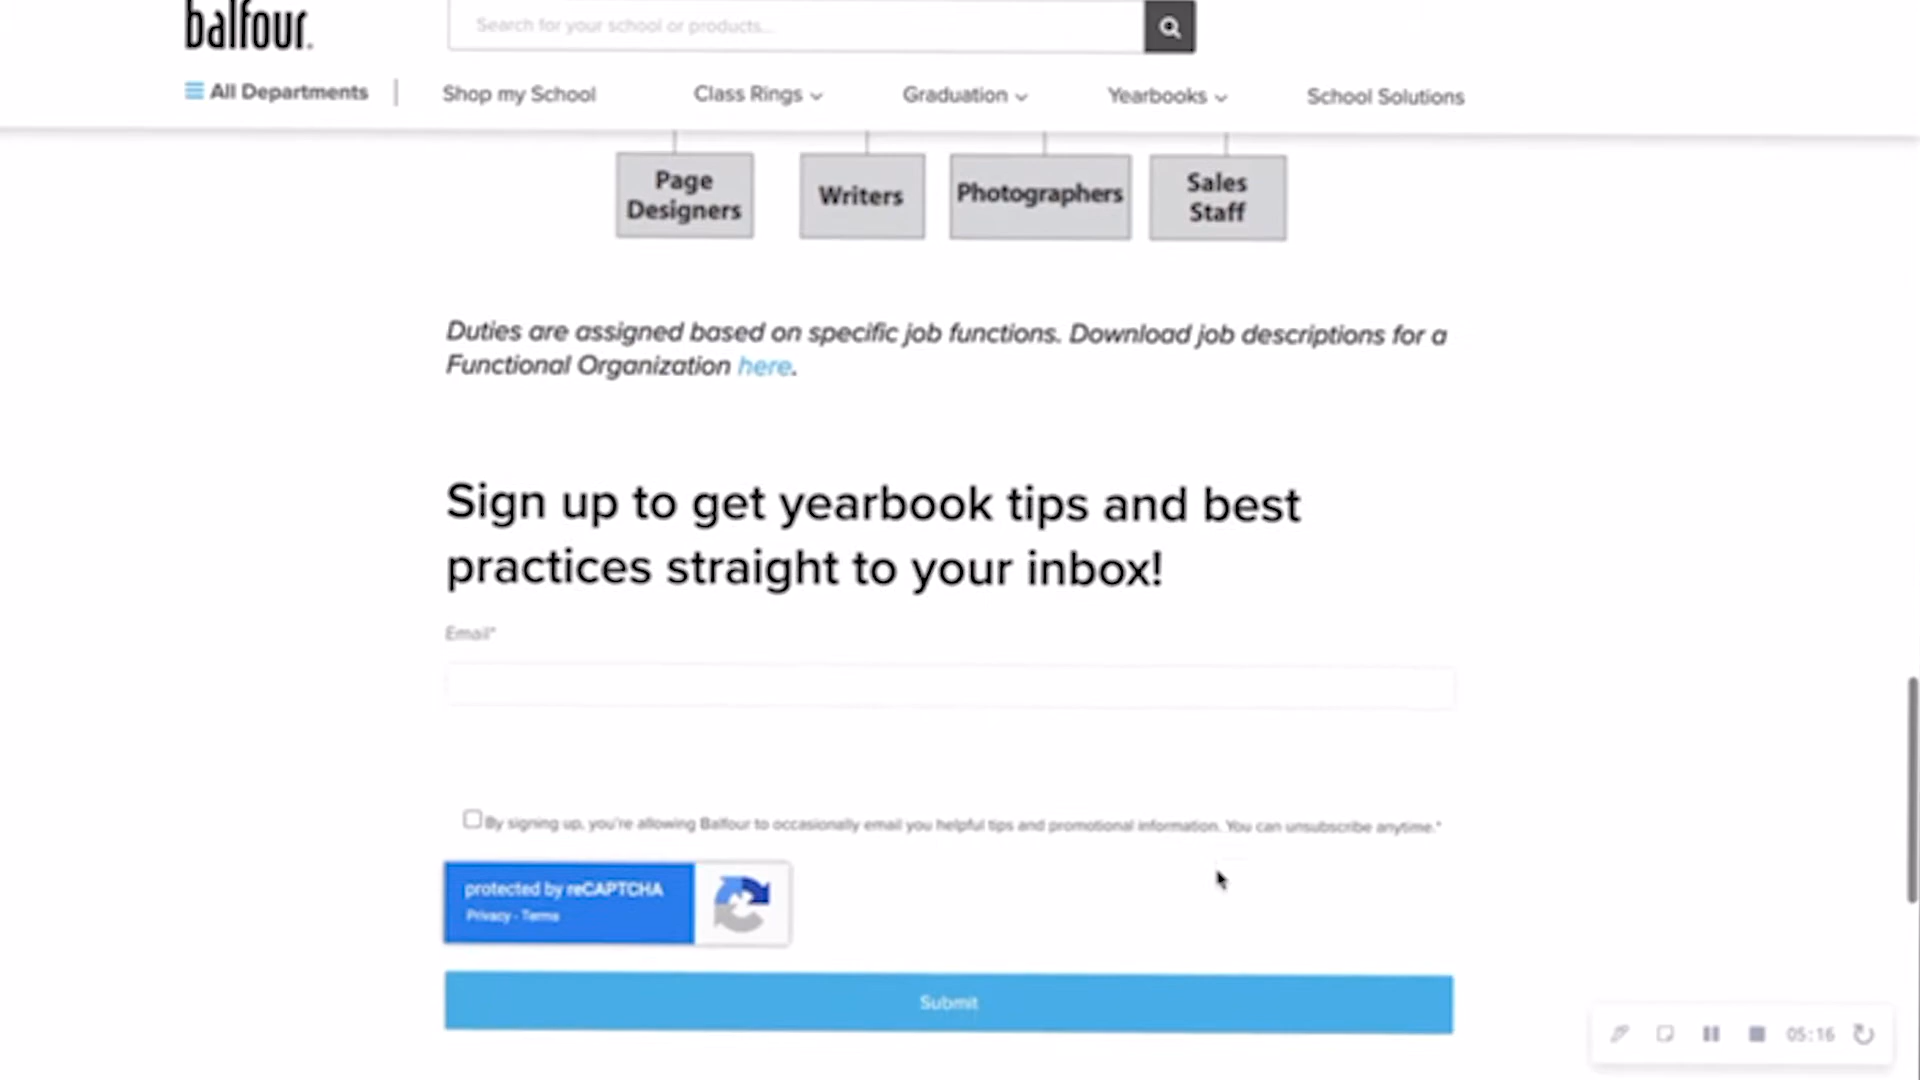 balfour.
Search for your school or products...
All Departments
Shop my School
Class Rings
Graduation
Yearbooks
School Solutions
Page
Designers
Writers
Photographers
Sales
Staff
Duties are assigned based on specific job functions. Download job descriptions for a
Functional Organization here.
Sign up to get yearbook tips and best
practices straight to your inbox!
Email*
By signing up, you're allowing Balfour to occasionally email you helpful tips and promotional information. You can unsubscribe anytime.*
protected by reCAPTCHA
Privacy - Terms
Submit
05:16